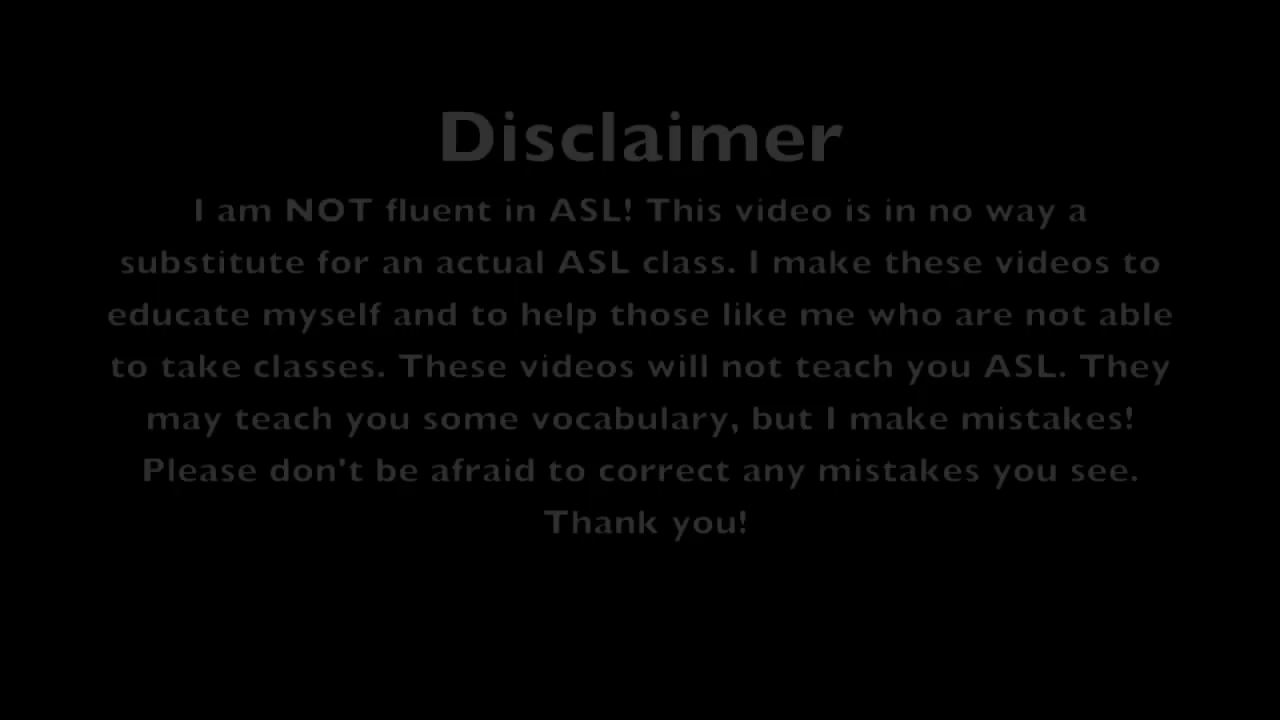 Disclaimer
I am NOT fluent in ASL! This video is in no way a
substitute for an actual ASL class. I make these videos to
educate myself and to help those like me who are not able
to take classes. These videos will not teach you ASL. They
may teach you some vocabulary, but I make mistakes!
Please don't be afraid to correct any mistakes you see.
Thank you!